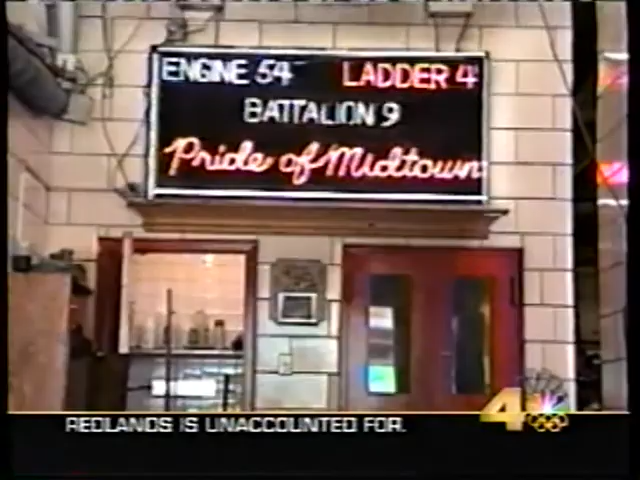 ENGINE 54 LADDER 4
BATTALION 9
Pride of Midtown
4
REDLANDS IS UNACCOUNTED FOR.